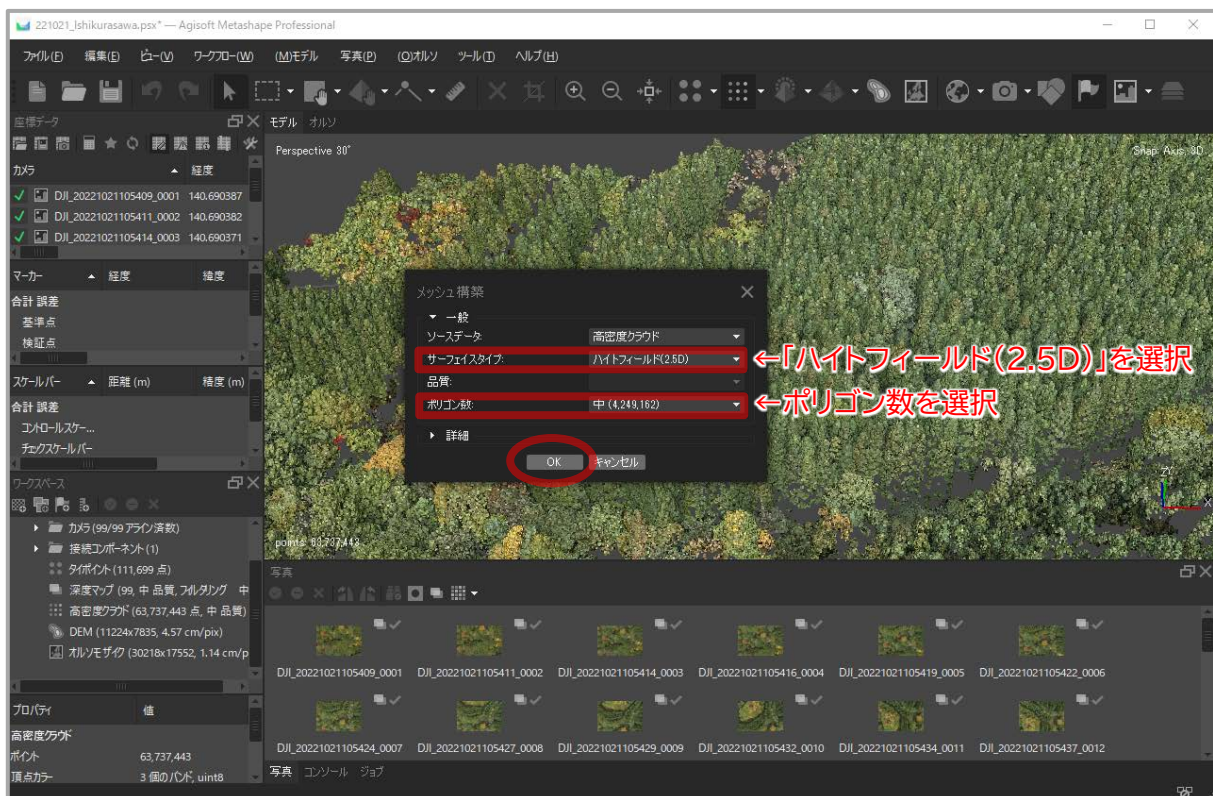 221021_Ishikurasawa.psx* — Agisoft Metashape Professional
ファイル(F) 編集(E) ビュー(V) ワークフロー(W) (M)モデル 写真(P) (O)オルソ ツール(T) ヘルプ(H)
座標データ
モデル オルソ
Perspective 30°
Snap: Axis, 3D
カメラ 経度
DJI_20221021105409_0001 140.690387
DJI_20221021105411_0002 140.690382
DJI_20221021105414_0003 140.690371
マーカー 経度 緯度
合計 誤差
基準点
検証点
スケールバー 距離 (m) 精度 (m)
合計 誤差
コントロールスケー...
チェックスケールバー
メッシュ構築
一般
ソースデータ: 高密度クラウド
サーフェイスタイプ: ハイトフィールド(2.5D)
←「ハイトフィールド(2.5D)」を選択
品質:
ポリゴン数: 中 (4,249,162)
←ポリゴン数を選択
詳細
OK キャンセル
Z
X
points: 63,737,443
ワークスペース
カメラ (99/99 アライン済数)
接続コンポーネント (1)
タイポイント (111,699 点)
深度マップ (99, 中 品質, フィルタリング 中
高密度クラウド (63,737,443 点, 中 品質)
DEM (11224x7835, 4.57 cm/pix)
オルソモザイク (30218x17552, 1.14 cm/p
プロパティ 値
高密度クラウド
ポイント 63,737,443
頂点カラー 3 個のバンド, uint8
写真
DJI_20221021105409_0001 DJI_20221021105411_0002 DJI_20221021105414_0003 DJI_20221021105416_0004 DJI_20221021105419_0005 DJI_20221021105422_0006
DJI_20221021105424_0007 DJI_20221021105427_0008 DJI_20221021105429_0009 DJI_20221021105432_0010 DJI_20221021105434_0011 DJI_20221021105437_0012
写真 コンソール ジョブ